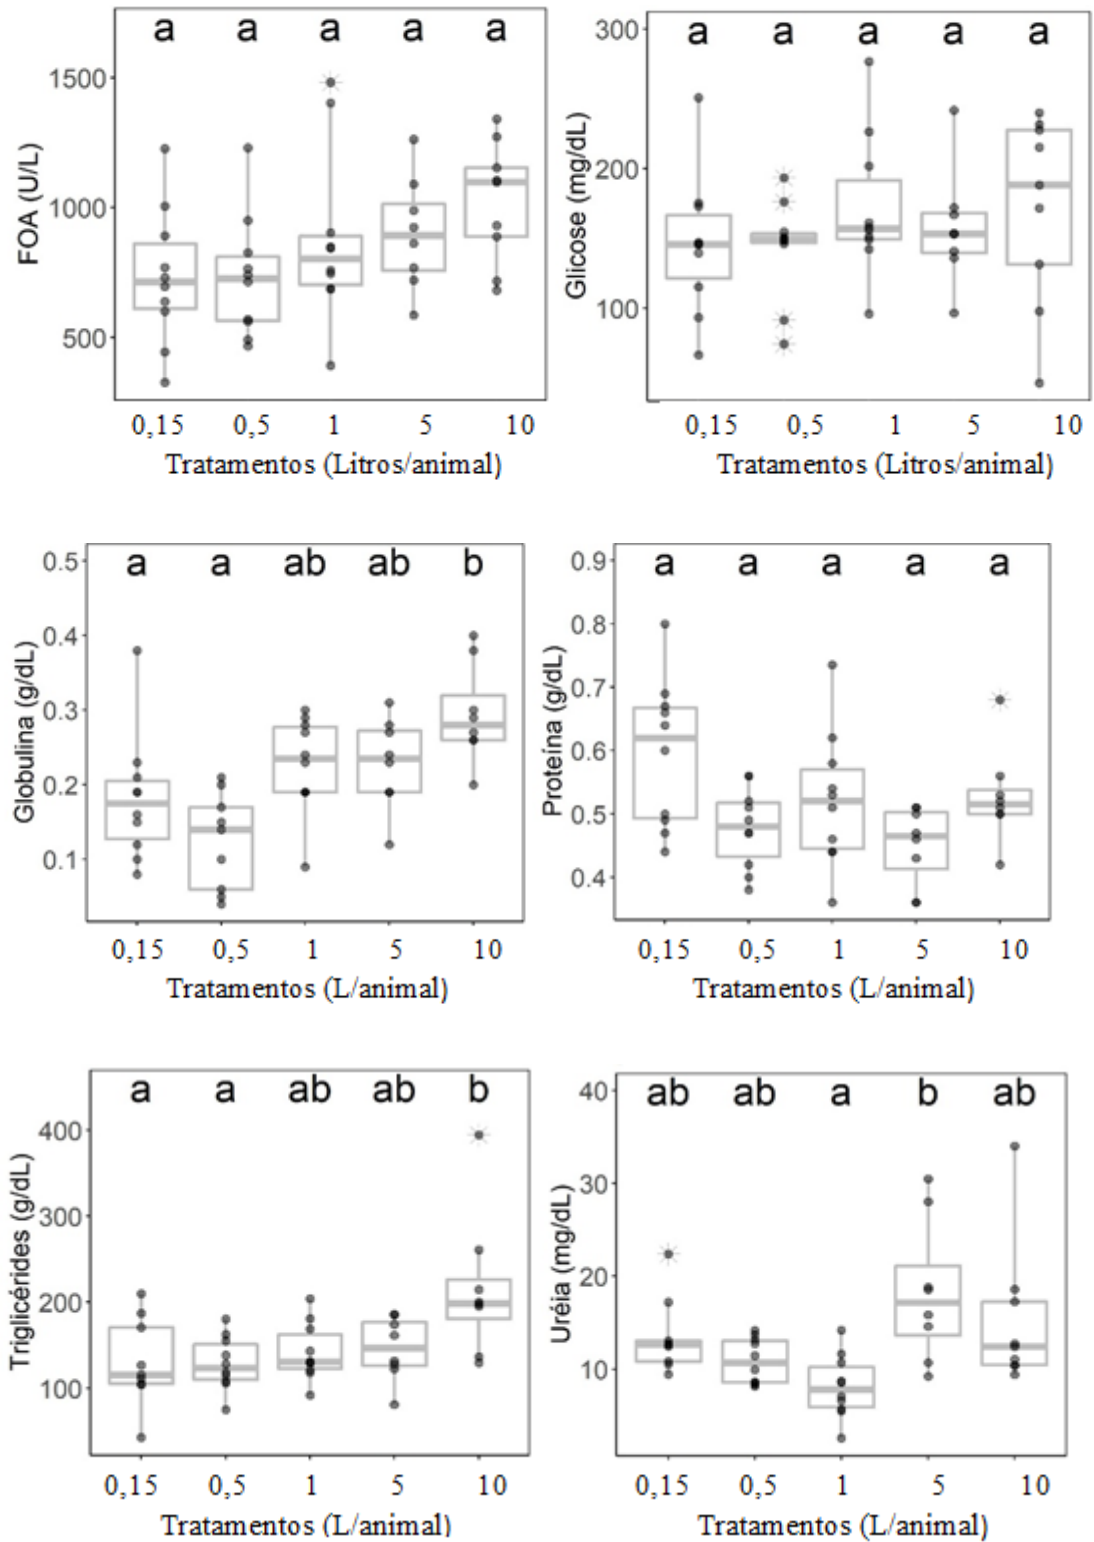 a a a a a
FOA (U/L)
1500
1000
500
0,15 0,5 1 5 10
Tratamentos (Litros/animal)
a a a a a
Glicose (mg/dL)
300
200
100
0,15 0,5 1 5 10
Tratamentos (Litros/animal)
a a ab ab b
Globulina (g/dL)
0.5
0.4
0.3
0.2
0.1
0,15 0,5 1 5 10
Tratamentos (L/animal)
a a a a a
Proteína (g/dL)
0.9
0.8
0.7
0.6
0.5
0.4
0,15 0,5 1 5 10
Tratamentos (L/animal)
a a ab ab b
Triglicérides (g/dL)
400
300
200
100
0,15 0,5 1 5 10
Tratamentos (L/animal)
ab ab a b ab
Uréia (mg/dL)
40
30
20
10
0,15 0,5 1 5 10
Tratamentos (L/animal)